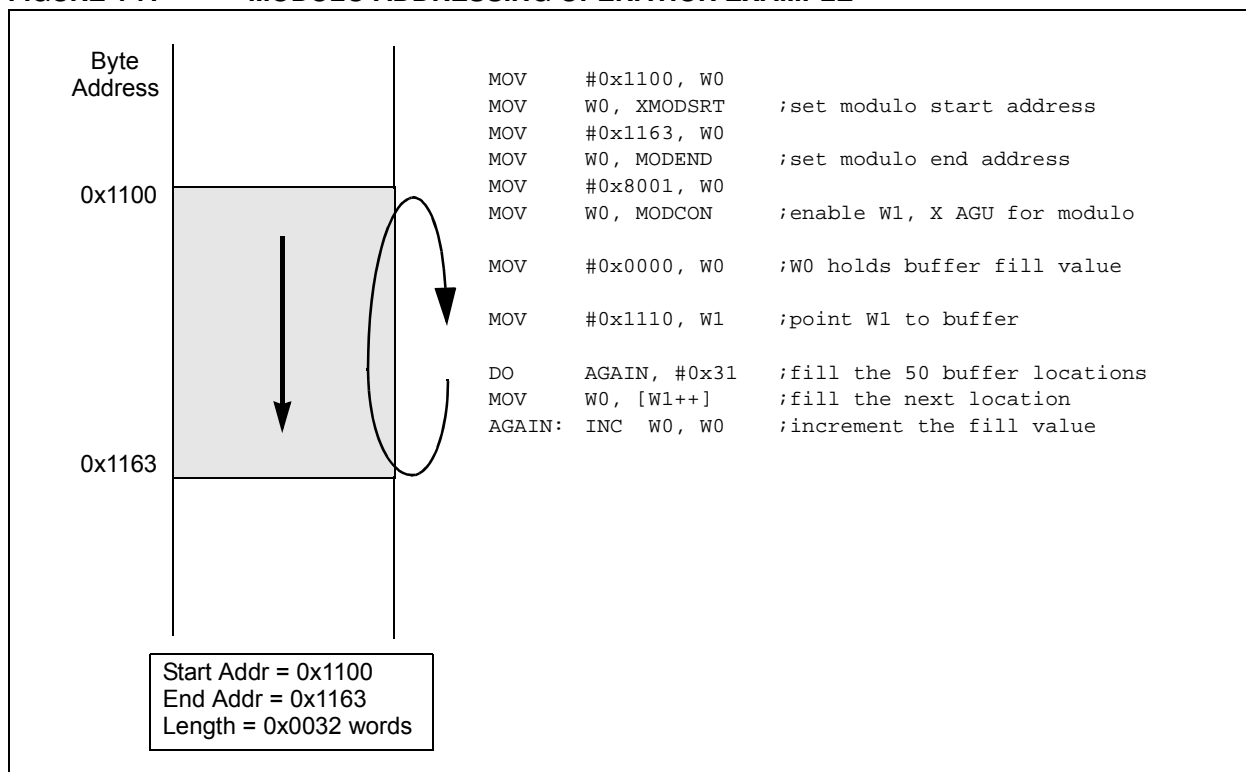 Byte
Address
0x1100
0x1163
MOV #0x1100, W0
MOV W0, XMODSRT ;set modulo start address
MOV #0x1163, W0
MOV W0, MODEND ;set modulo end address
MOV #0x8001, W0
MOV W0, MODCON ;enable W1, X AGU for modulo
MOV #0x0000, W0 ;W0 holds buffer fill value
MOV #0x1110, W1 ;point W1 to buffer
DO AGAIN, #0x31 ;fill the 50 buffer locations
MOV W0, [W1++] ;fill the next location
AGAIN: INC W0, W0 ;increment the fill value
Start Addr = 0x1100
End Addr = 0x1163
Length = 0x0032 words